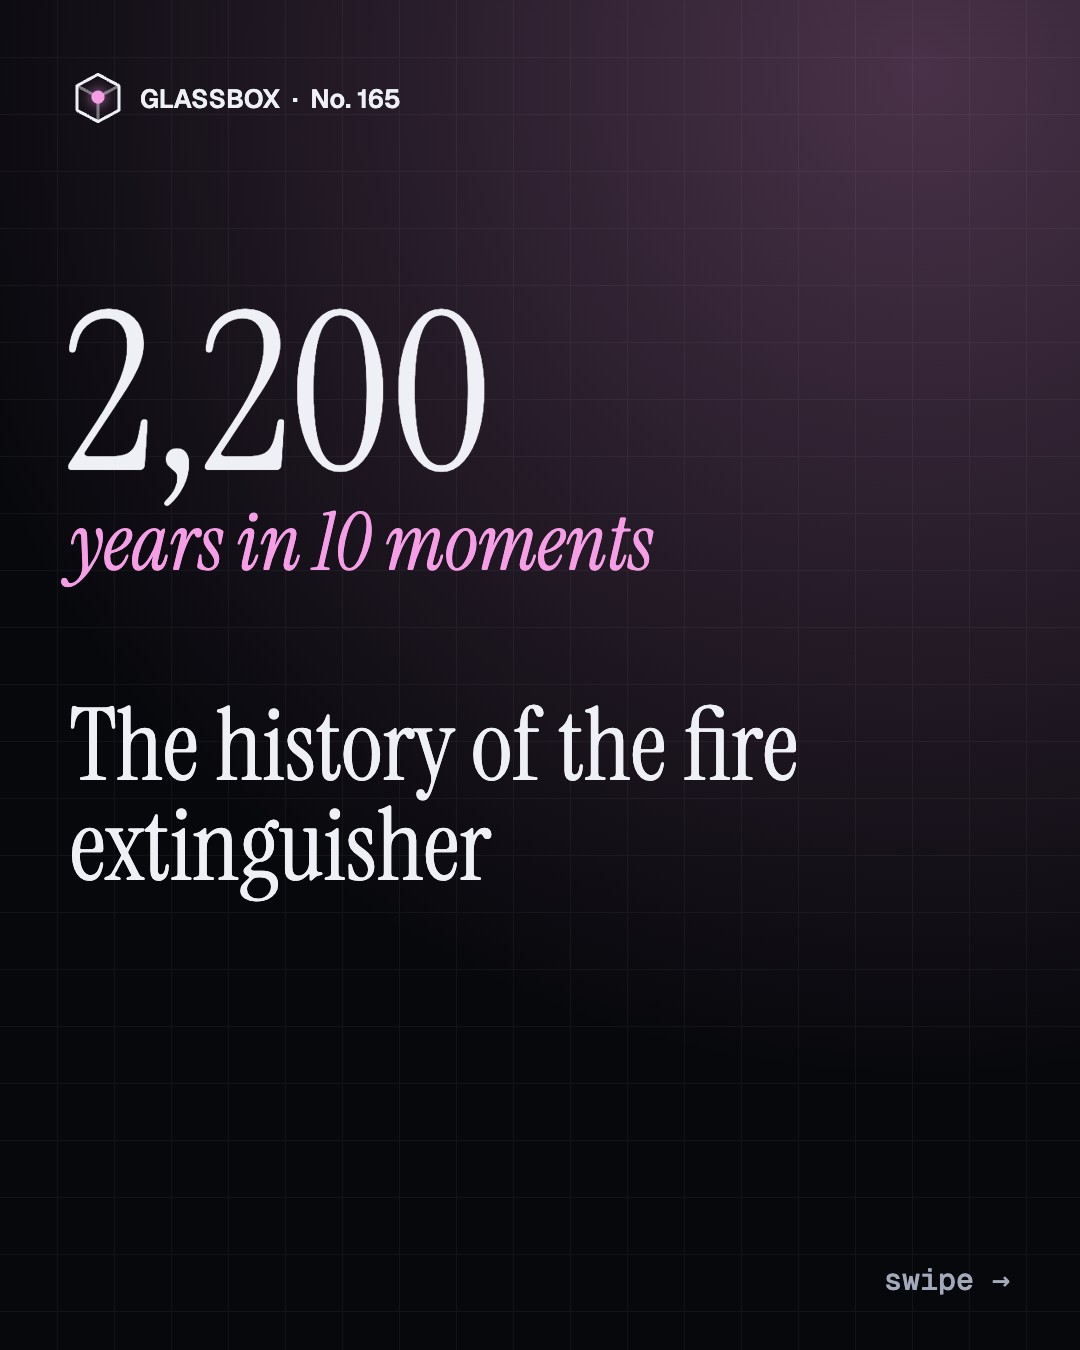 GLASSBOX · No. 165
2,200
years in 10 moments
The history of the fire
extinguisher
swipe →